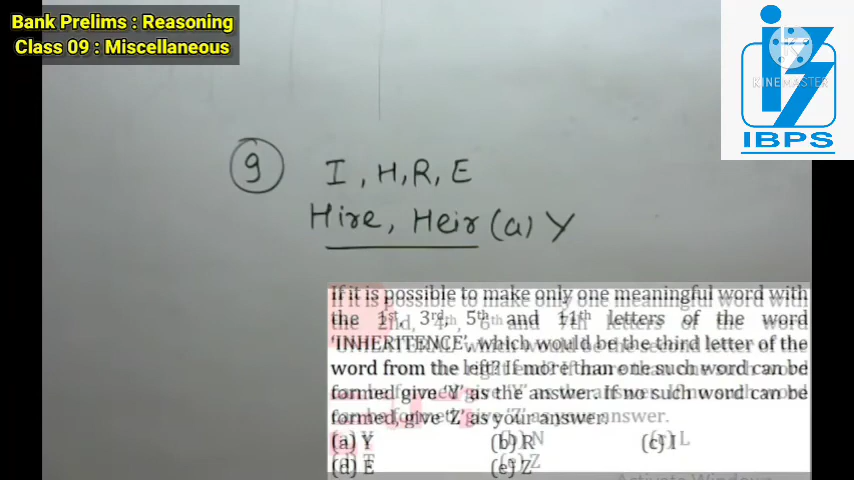 Bank Prelims : Reasoning
Class 09 : Miscellaneous
KINEMASTER
IBPS
9 I, H, R, E
Hire, Heir (a) Y
If it is possible to make only one meaningful word with
the 1st, 3rd, 5th and 11th letters of the word
'INHERITENCE', which would be the third letter of the
word from the left? If more than one such word can be
formed give 'Y' as the answer. If no such word can be
formed, give 'Z' as your answer.
(a) Y (b) R (c) I
(d) E (e) Z
Activate Windows